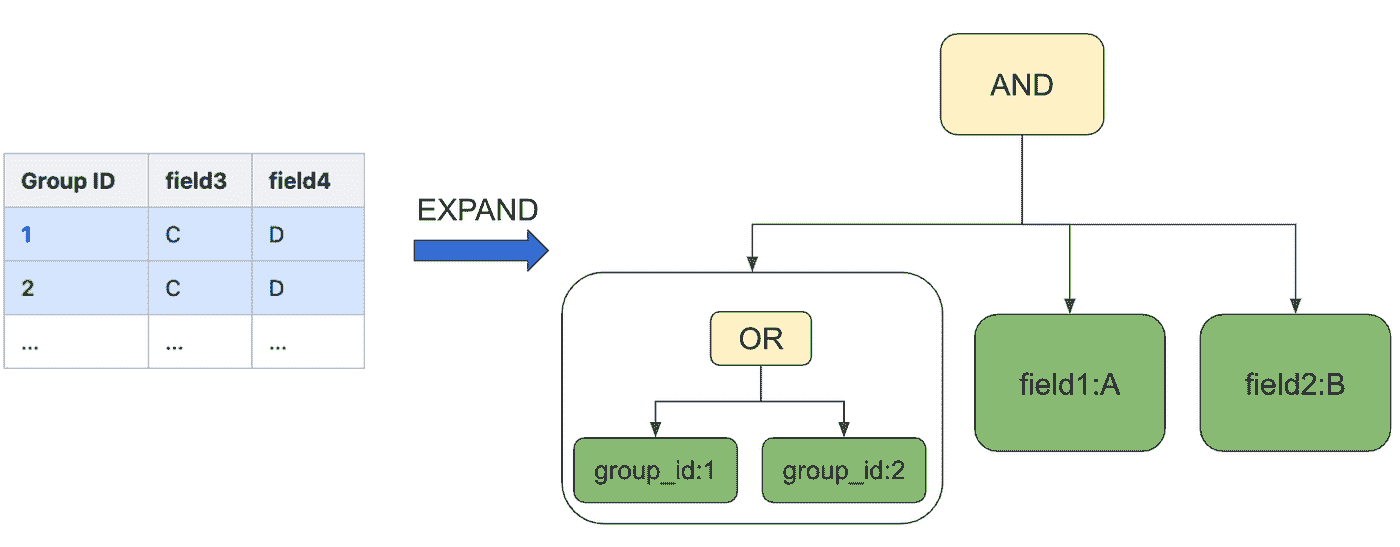 Group ID field3 field4
1 C D
2 C D
... ... ...
EXPAND
AND
OR
group_id:1 group_id:2
field1:A
field2:B